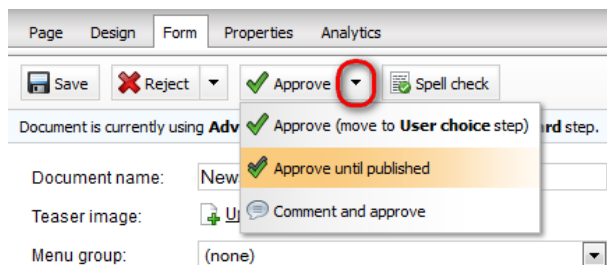 Page Design Form Properties Analytics
Save Reject Approve Spell check
Document is currently using Adv
Approve (move to User choice step)
rd step.
Document name: New
Approve until published
Teaser image: U
Comment and approve
Menu group: (none)